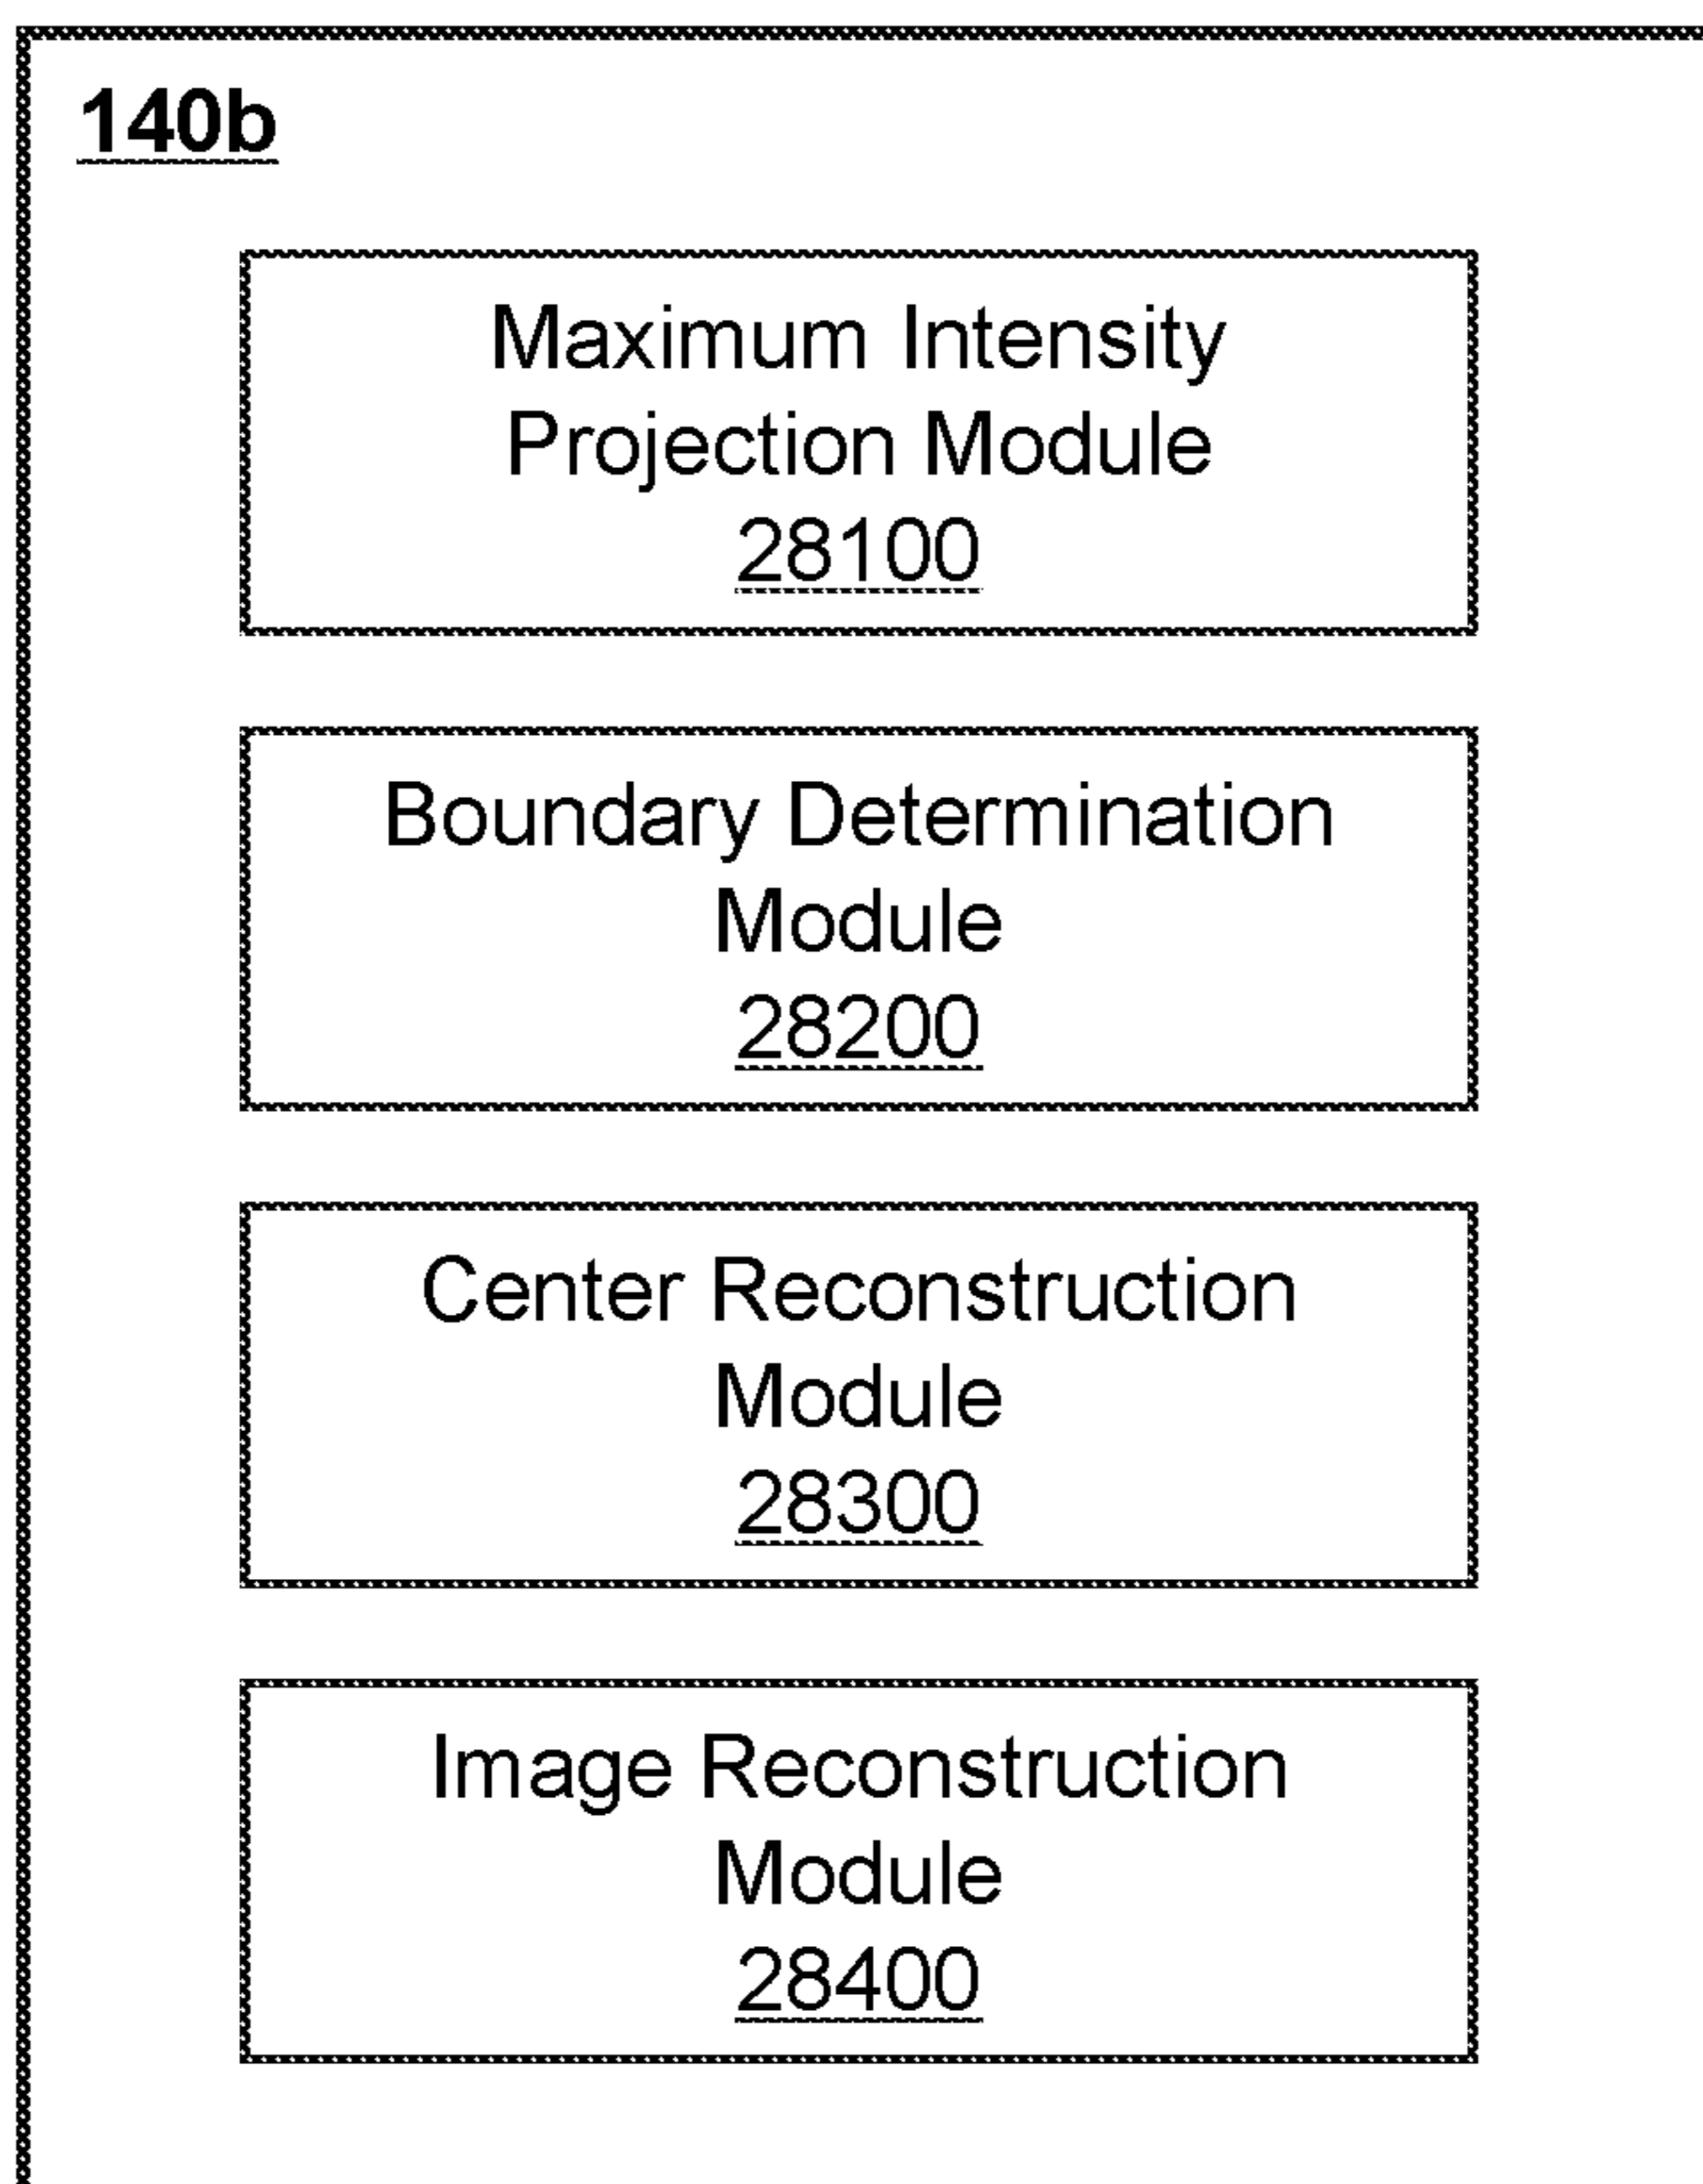 140b
Maximum Intensity
Projection Module
28100
Boundary Determination
Module
28200
Center Reconstruction
Module
28300
Image Reconstruction
Module
28400